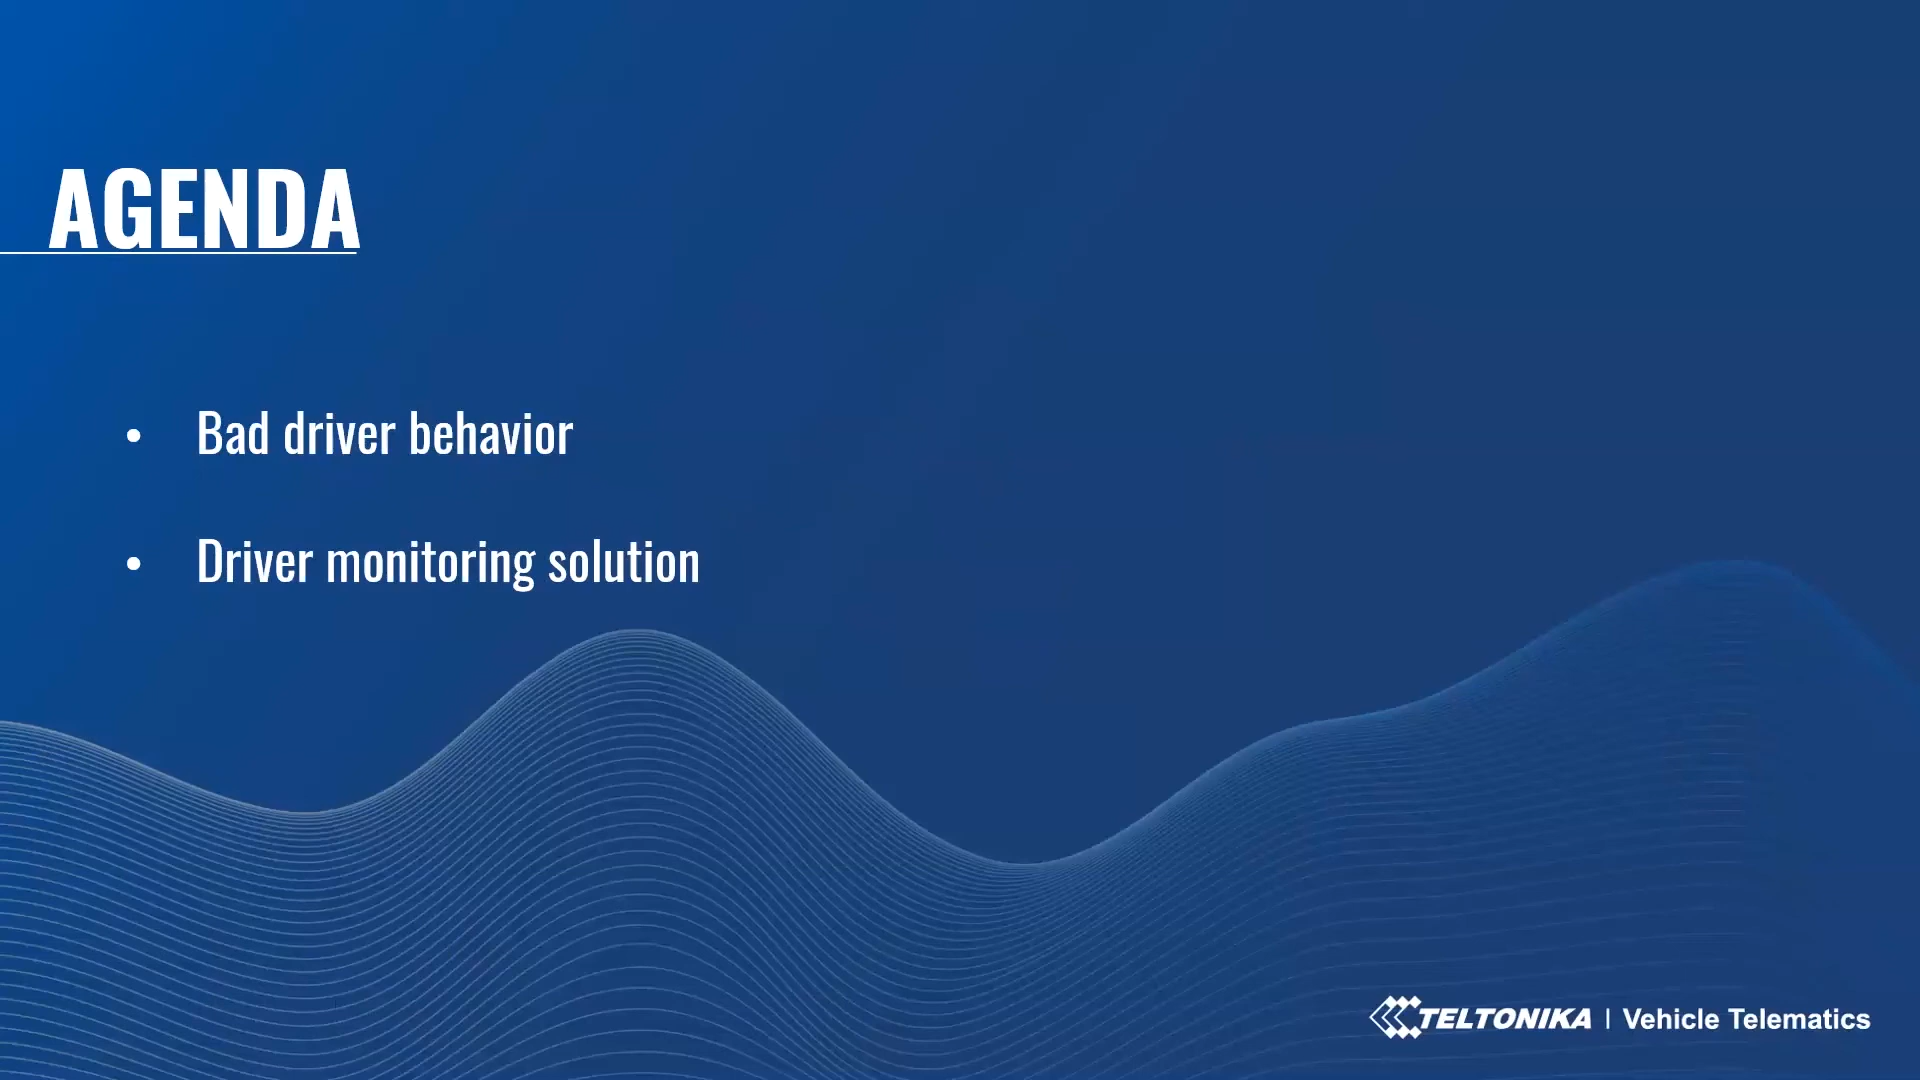 AGENDA
• Bad driver behavior
• Driver monitoring solution
TELTONIKA | Vehicle Telematics